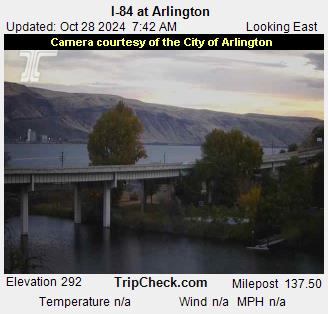 I-84 at Arlington
Updated: Oct 28 2024 7:42 AM Looking East
Camera courtesy of the City of Arlington
Elevation 292 TripCheck.com Milepost 137.50
Temperature n/a Wind n/a MPH n/a